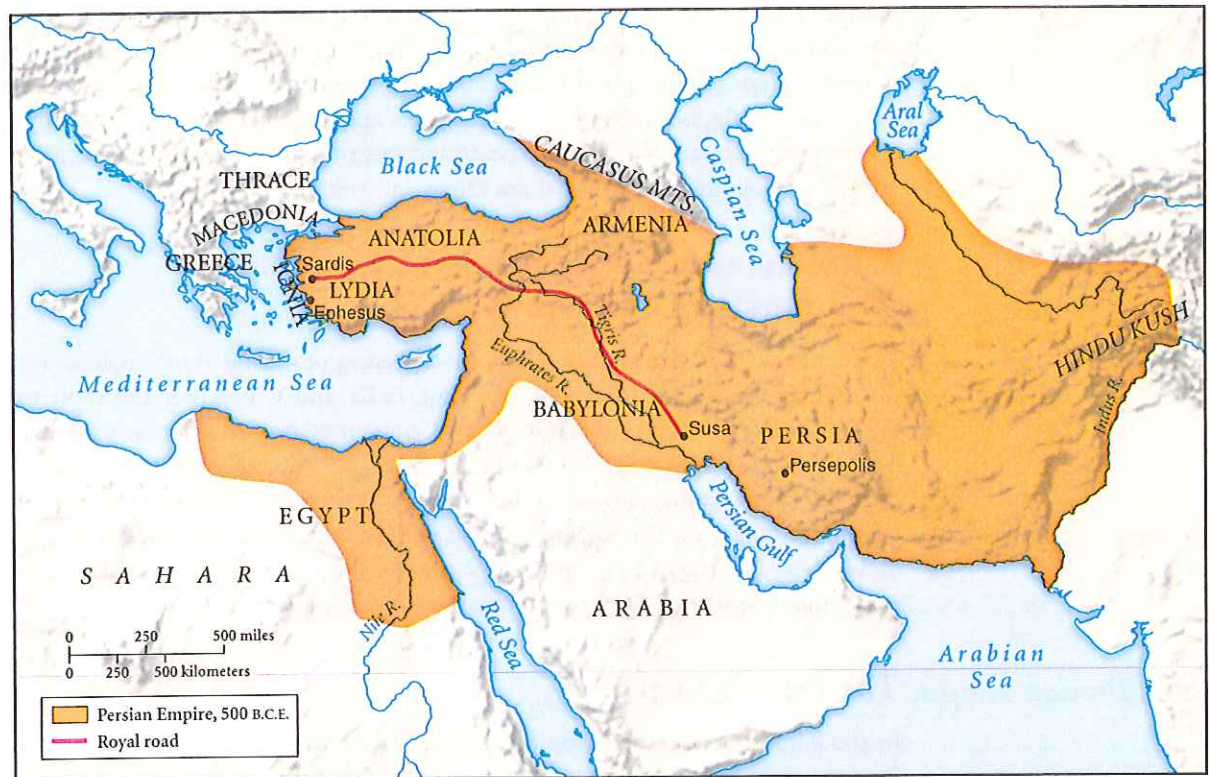 Aral
Sea
Black Sea
CAUCASUS MTS.
Caspian Sea
THRACE
MACEDONIA
ANATOLIA
ARMENIA
GREECE
IONIA
Sardis
LYDIA
Ephesus
Tigris R.
HINDU KUSH
Euphrates R.
Mediterranean Sea
BABYLONIA
Indus R.
Susa
PERSIA
Persepolis
EGYPT
Persian Gulf
SAHARA
ARABIA
Nile R.
Red Sea
Arabian
Sea
0 250 500 miles
0 250 500 kilometers
Persian Empire, 500 B.C.E.
Royal road